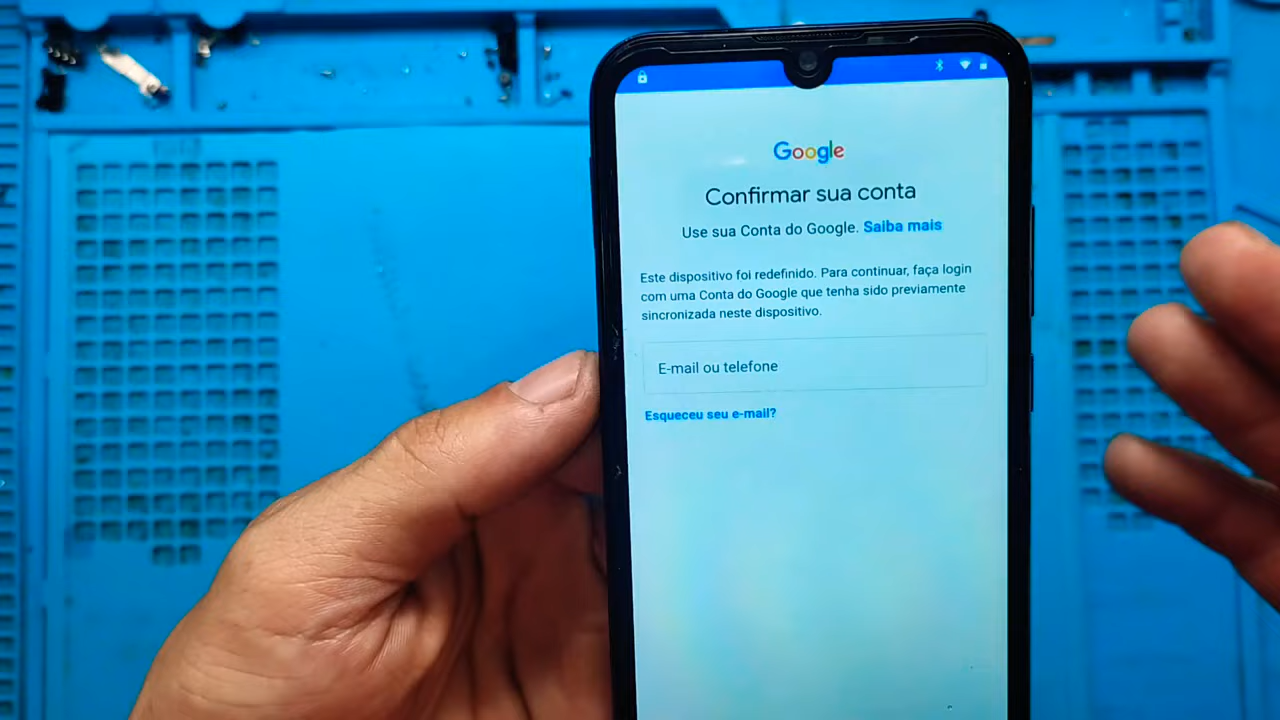 Google
Confirmar sua conta
Use sua Conta do Google. Saiba mais
Este dispositivo foi redefinido. Para continuar, faça login
com uma Conta do Google que tenha sido previamente
sincronizada neste dispositivo.
E-mail ou telefone
Esqueceu seu e-mail?